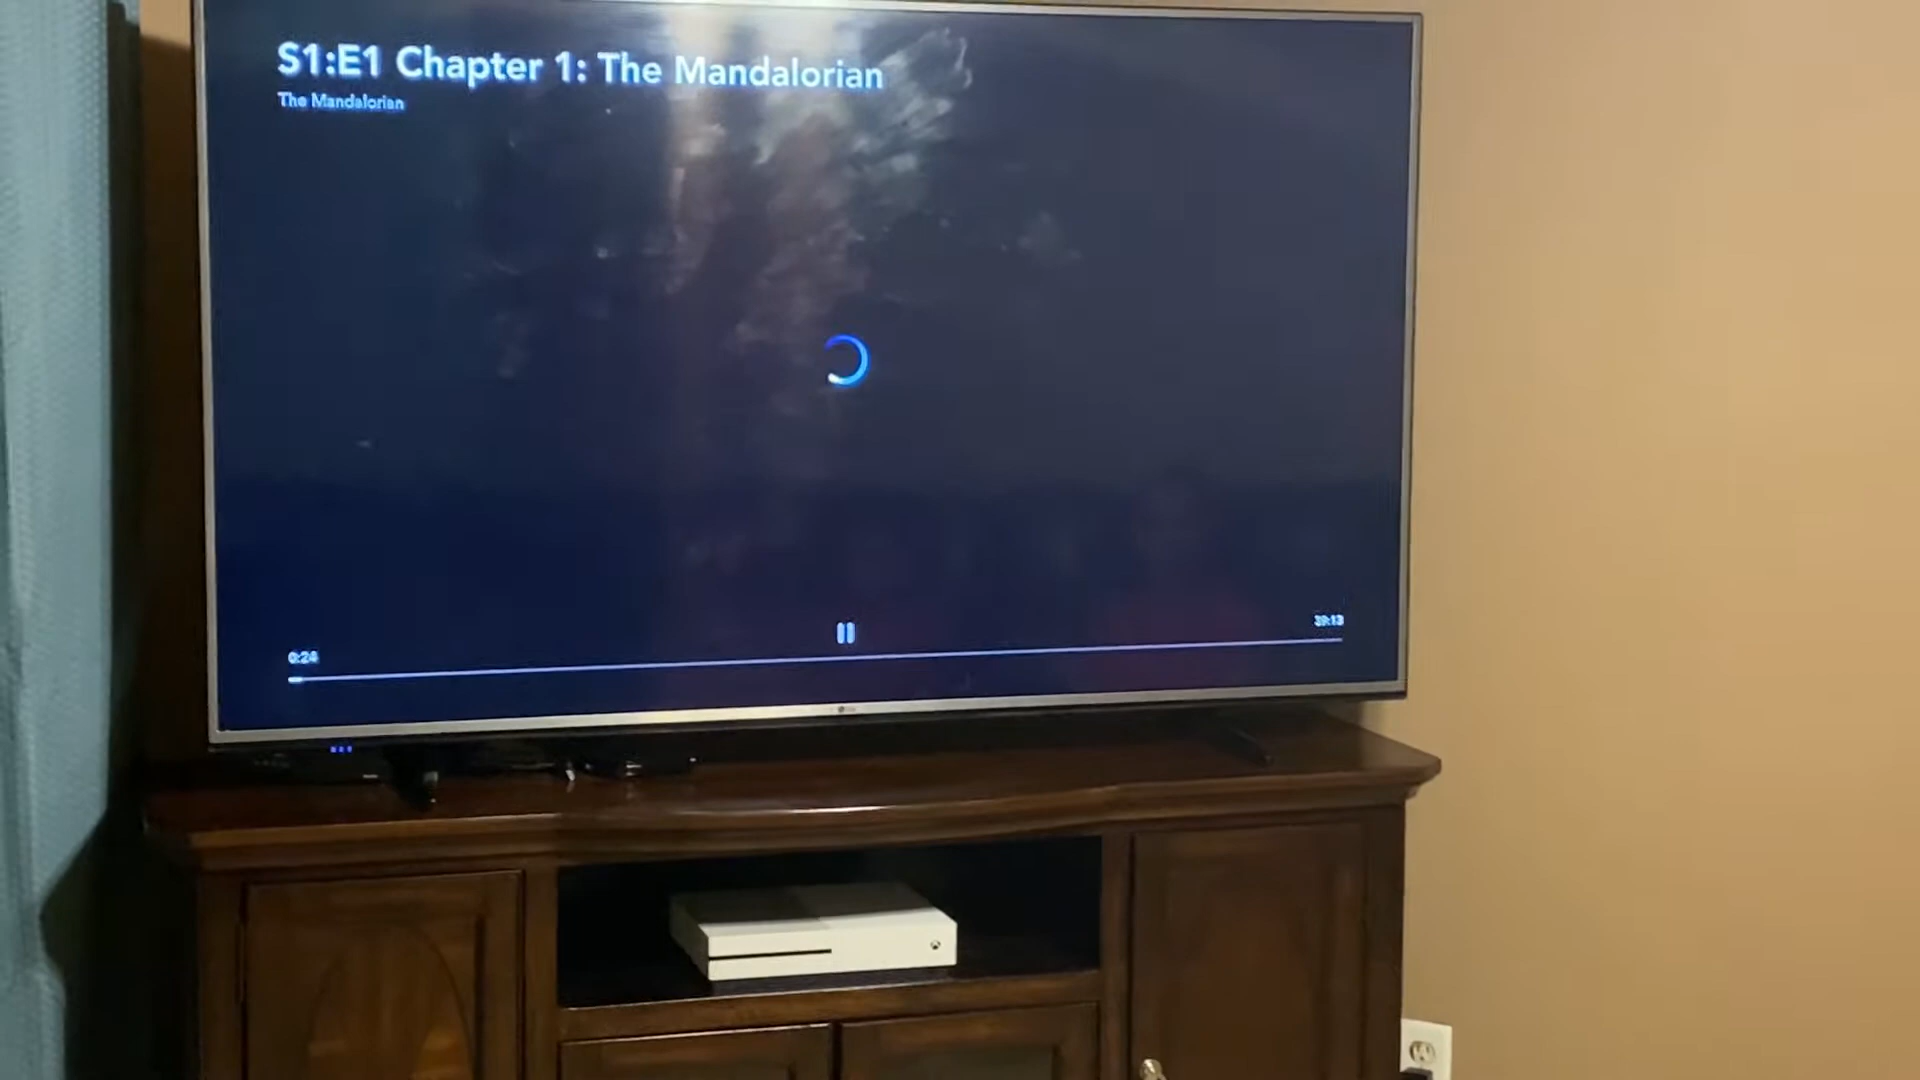 S1:E1 Chapter 1: The Mandalorian
The Mandalorian
39:13
0:24